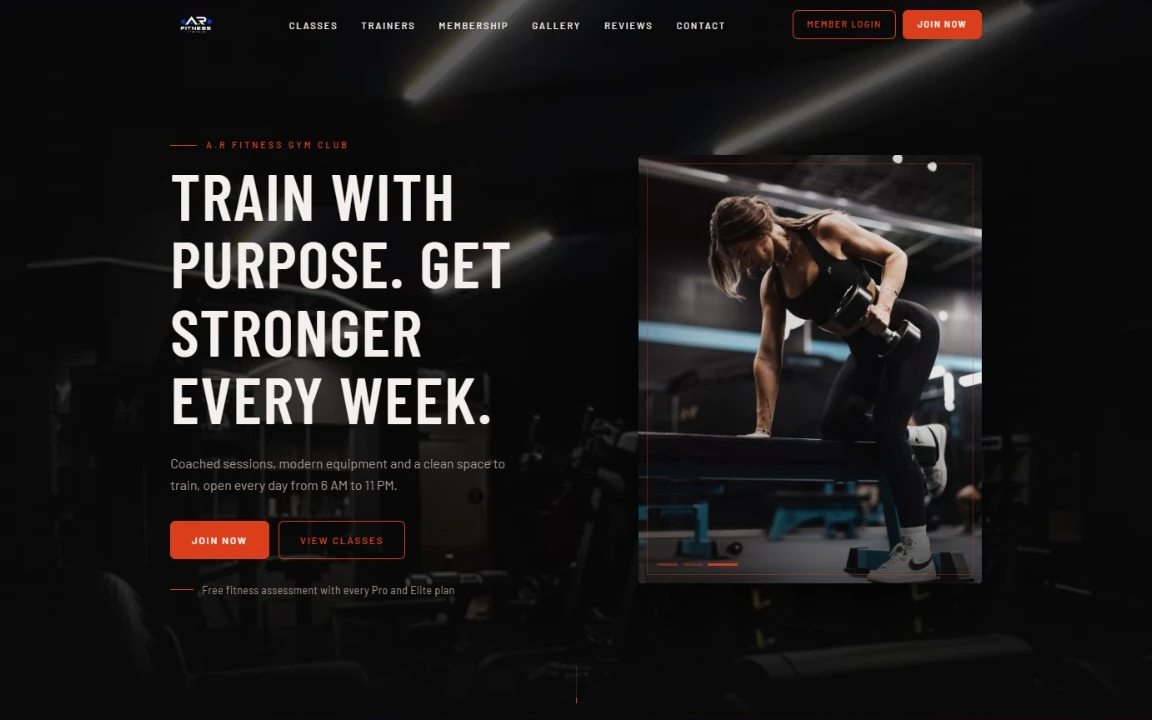 AR
FITNESS
CLASSES
TRAINERS
MEMBERSHIP
GALLERY
REVIEWS
CONTACT
MEMBER LOGIN
JOIN NOW
A.R FITNESS GYM CLUB
TRAIN WITH
PURPOSE. GET
STRONGER
EVERY WEEK.
Coached sessions, modern equipment and a clean space to
train, open every day from 6 AM to 11 PM.
JOIN NOW
VIEW CLASSES
Free fitness assessment with every Pro and Elite plan